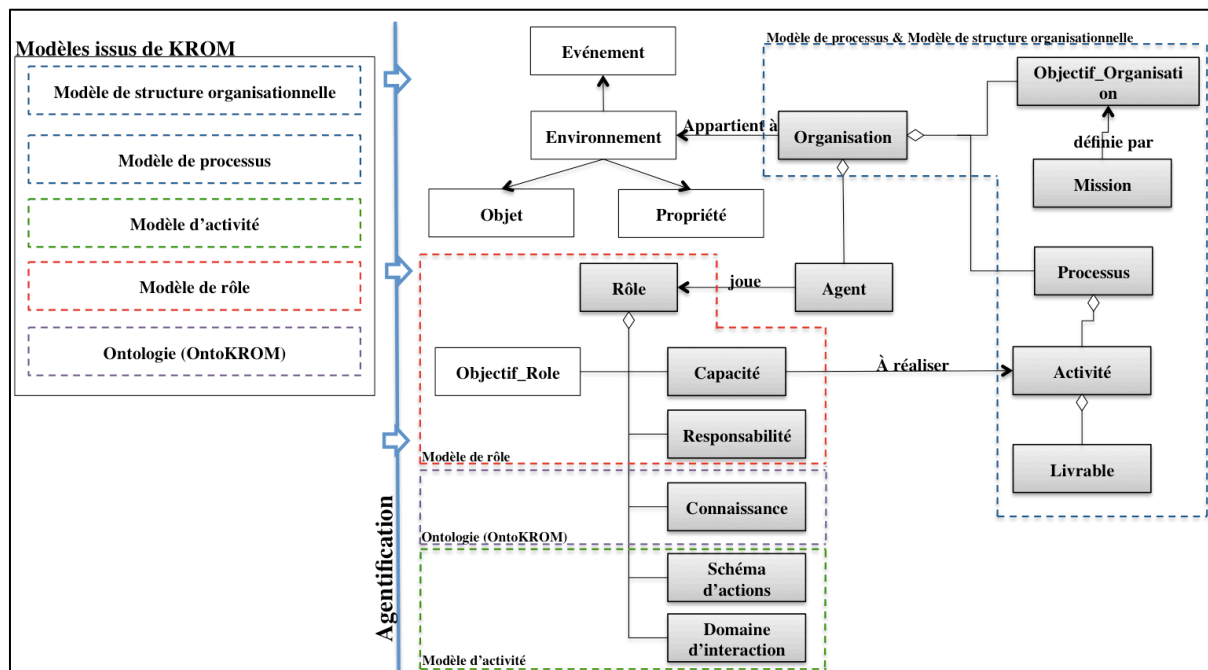 Modèles issus de KROM
Modèle de structure organisationnelle
Modèle de processus
Modèle d'activité
Modèle de rôle
Ontologie (OntoKROM)
Agentification
Modèle de processus & Modèle de structure organisationnelle
Evénement
Objectif_Organisati
on
Environnement
Appartient à
Organisation
définie par
Mission
Objet
Propriété
Rôle
joue
Agent
Processus
Objectif_Role
Capacité
À réaliser
Activité
Responsabilité
Modèle de rôle
Livrable
Connaissance
Ontologie (OntoKROM)
Schéma
d'actions
Domaine
d'interaction
Modèle d'activité